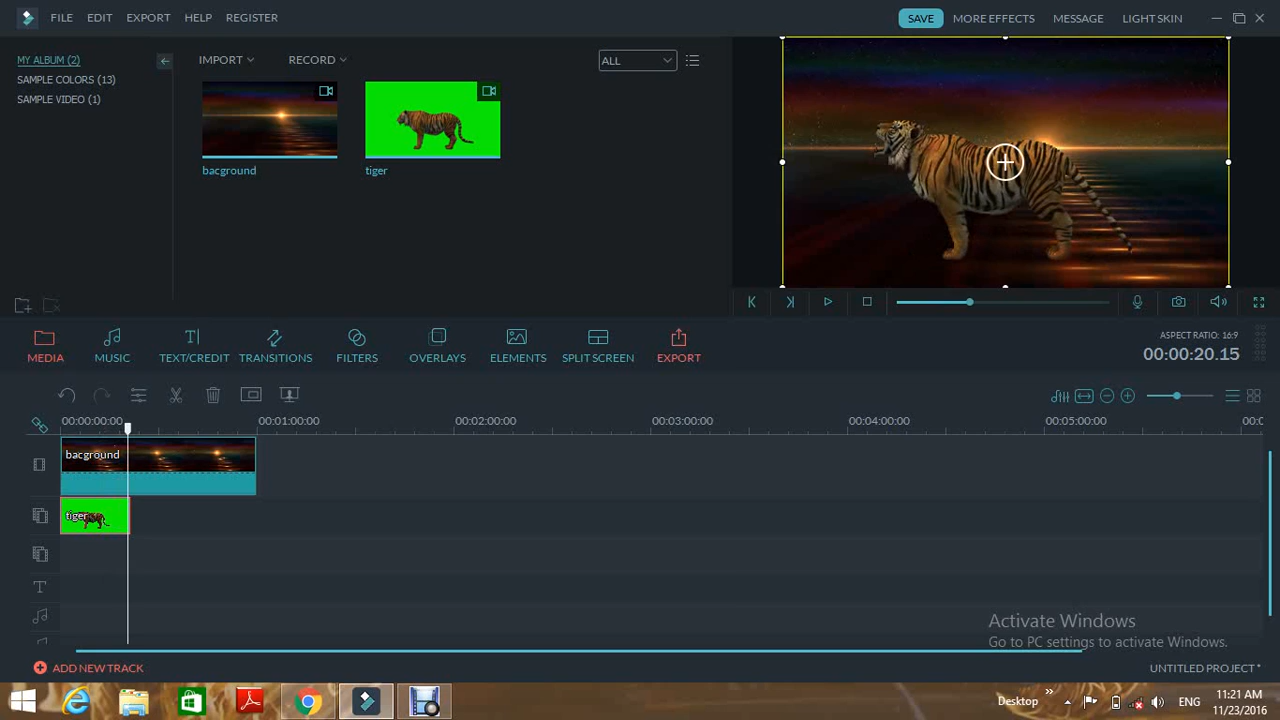 FILE EDIT EXPORT HELP REGISTER SAVE MORE EFFECTS MESSAGE LIGHT SKIN
MY ALBUM (2)
SAMPLE COLORS (13)
SAMPLE VIDEO (1)
IMPORT RECORD ALL
bacground tiger
MEDIA MUSIC TEXT/CREDIT TRANSITIONS FILTERS OVERLAYS ELEMENTS SPLIT SCREEN EXPORT
ASPECT RATIO: 16:9
00:00:20.15
00:00:00:00 00:01:00:00 00:02:00:00 00:03:00:00 00:04:00:00 00:05:00:00 00:0
bacground
tiger
Activate Windows
Go to PC settings to activate Windows.
ADD NEW TRACK UNTITLED PROJECT *
Desktop ENG 11:21 AM
11/23/2016